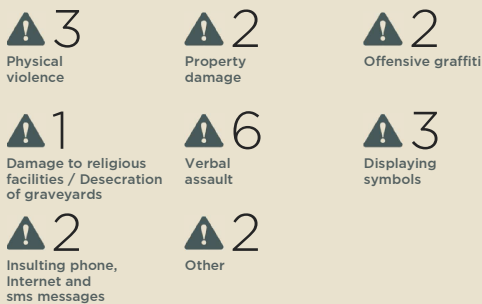 3
Physical
violence
2
Property
damage
2
Offensive graffiti
1
Damage to religious
facilities / Desecration
of graveyards
6
Verbal
assault
3
Displaying
symbols
2
Insulting phone,
Internet and
sms messages
2
Other